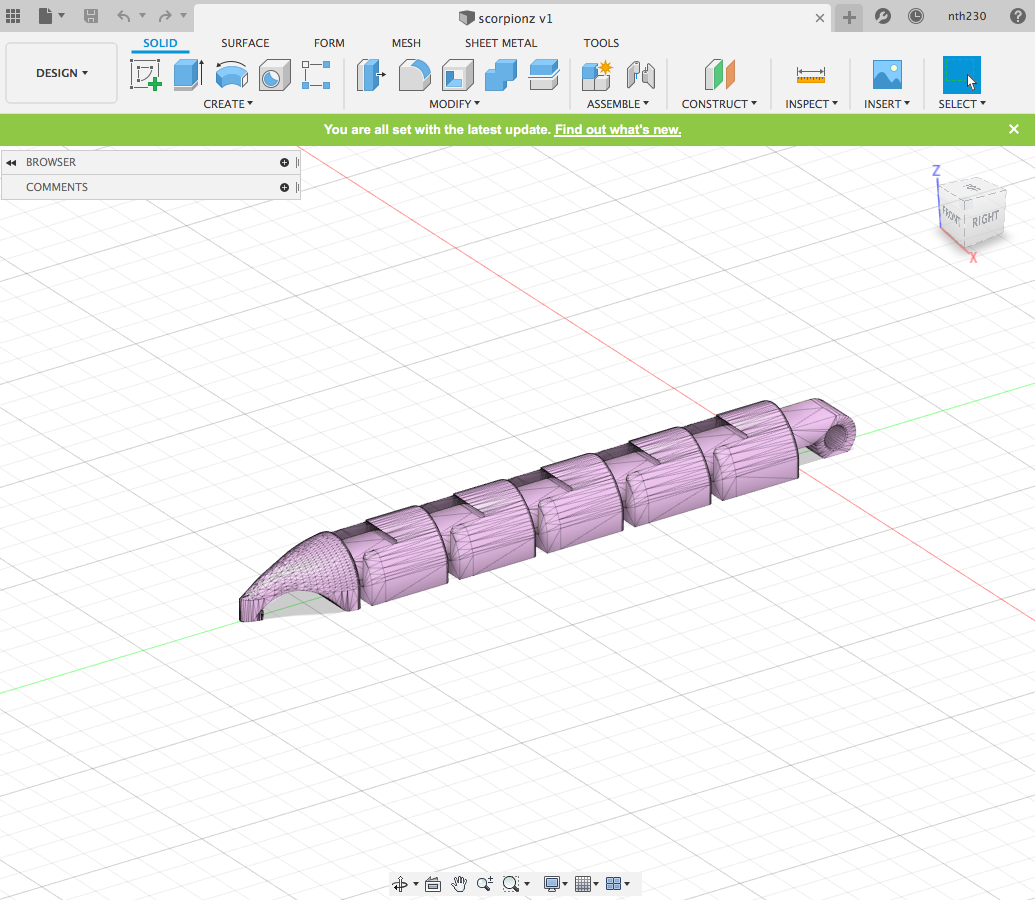 scorpionz v1
nth230
SOLID SURFACE FORM MESH SHEET METAL TOOLS
DESIGN
CREATE MODIFY ASSEMBLE CONSTRUCT INSPECT INSERT SELECT
You are all set with the latest update. Find out what's new.
BROWSER
COMMENTS
Z
TOP
FRONT RIGHT
X